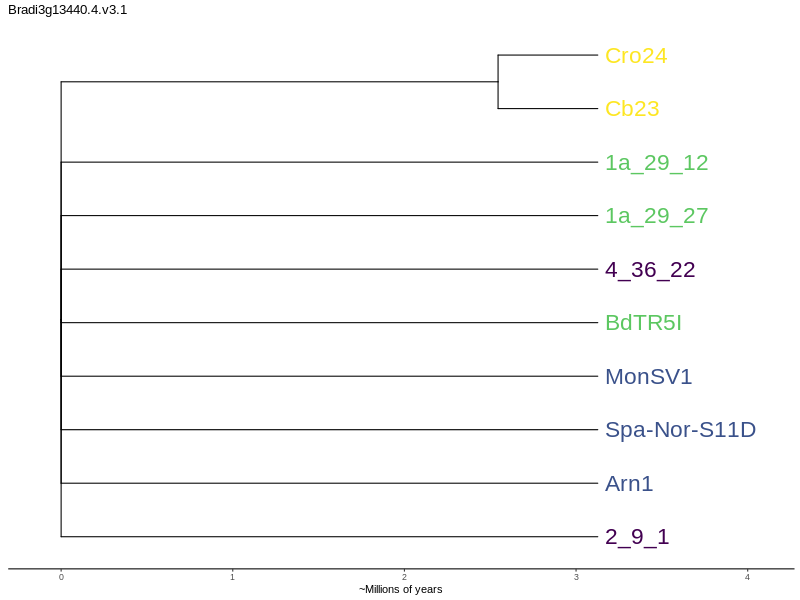 Bradi3g13440.4.v3.1
Cro24
Cb23
1a_29_12
1a_29_27
4_36_22
BdTR5I
MonSV1
Spa-Nor-S11D
Arn1
2_9_1
0 1 2 3 4
~Millions of years